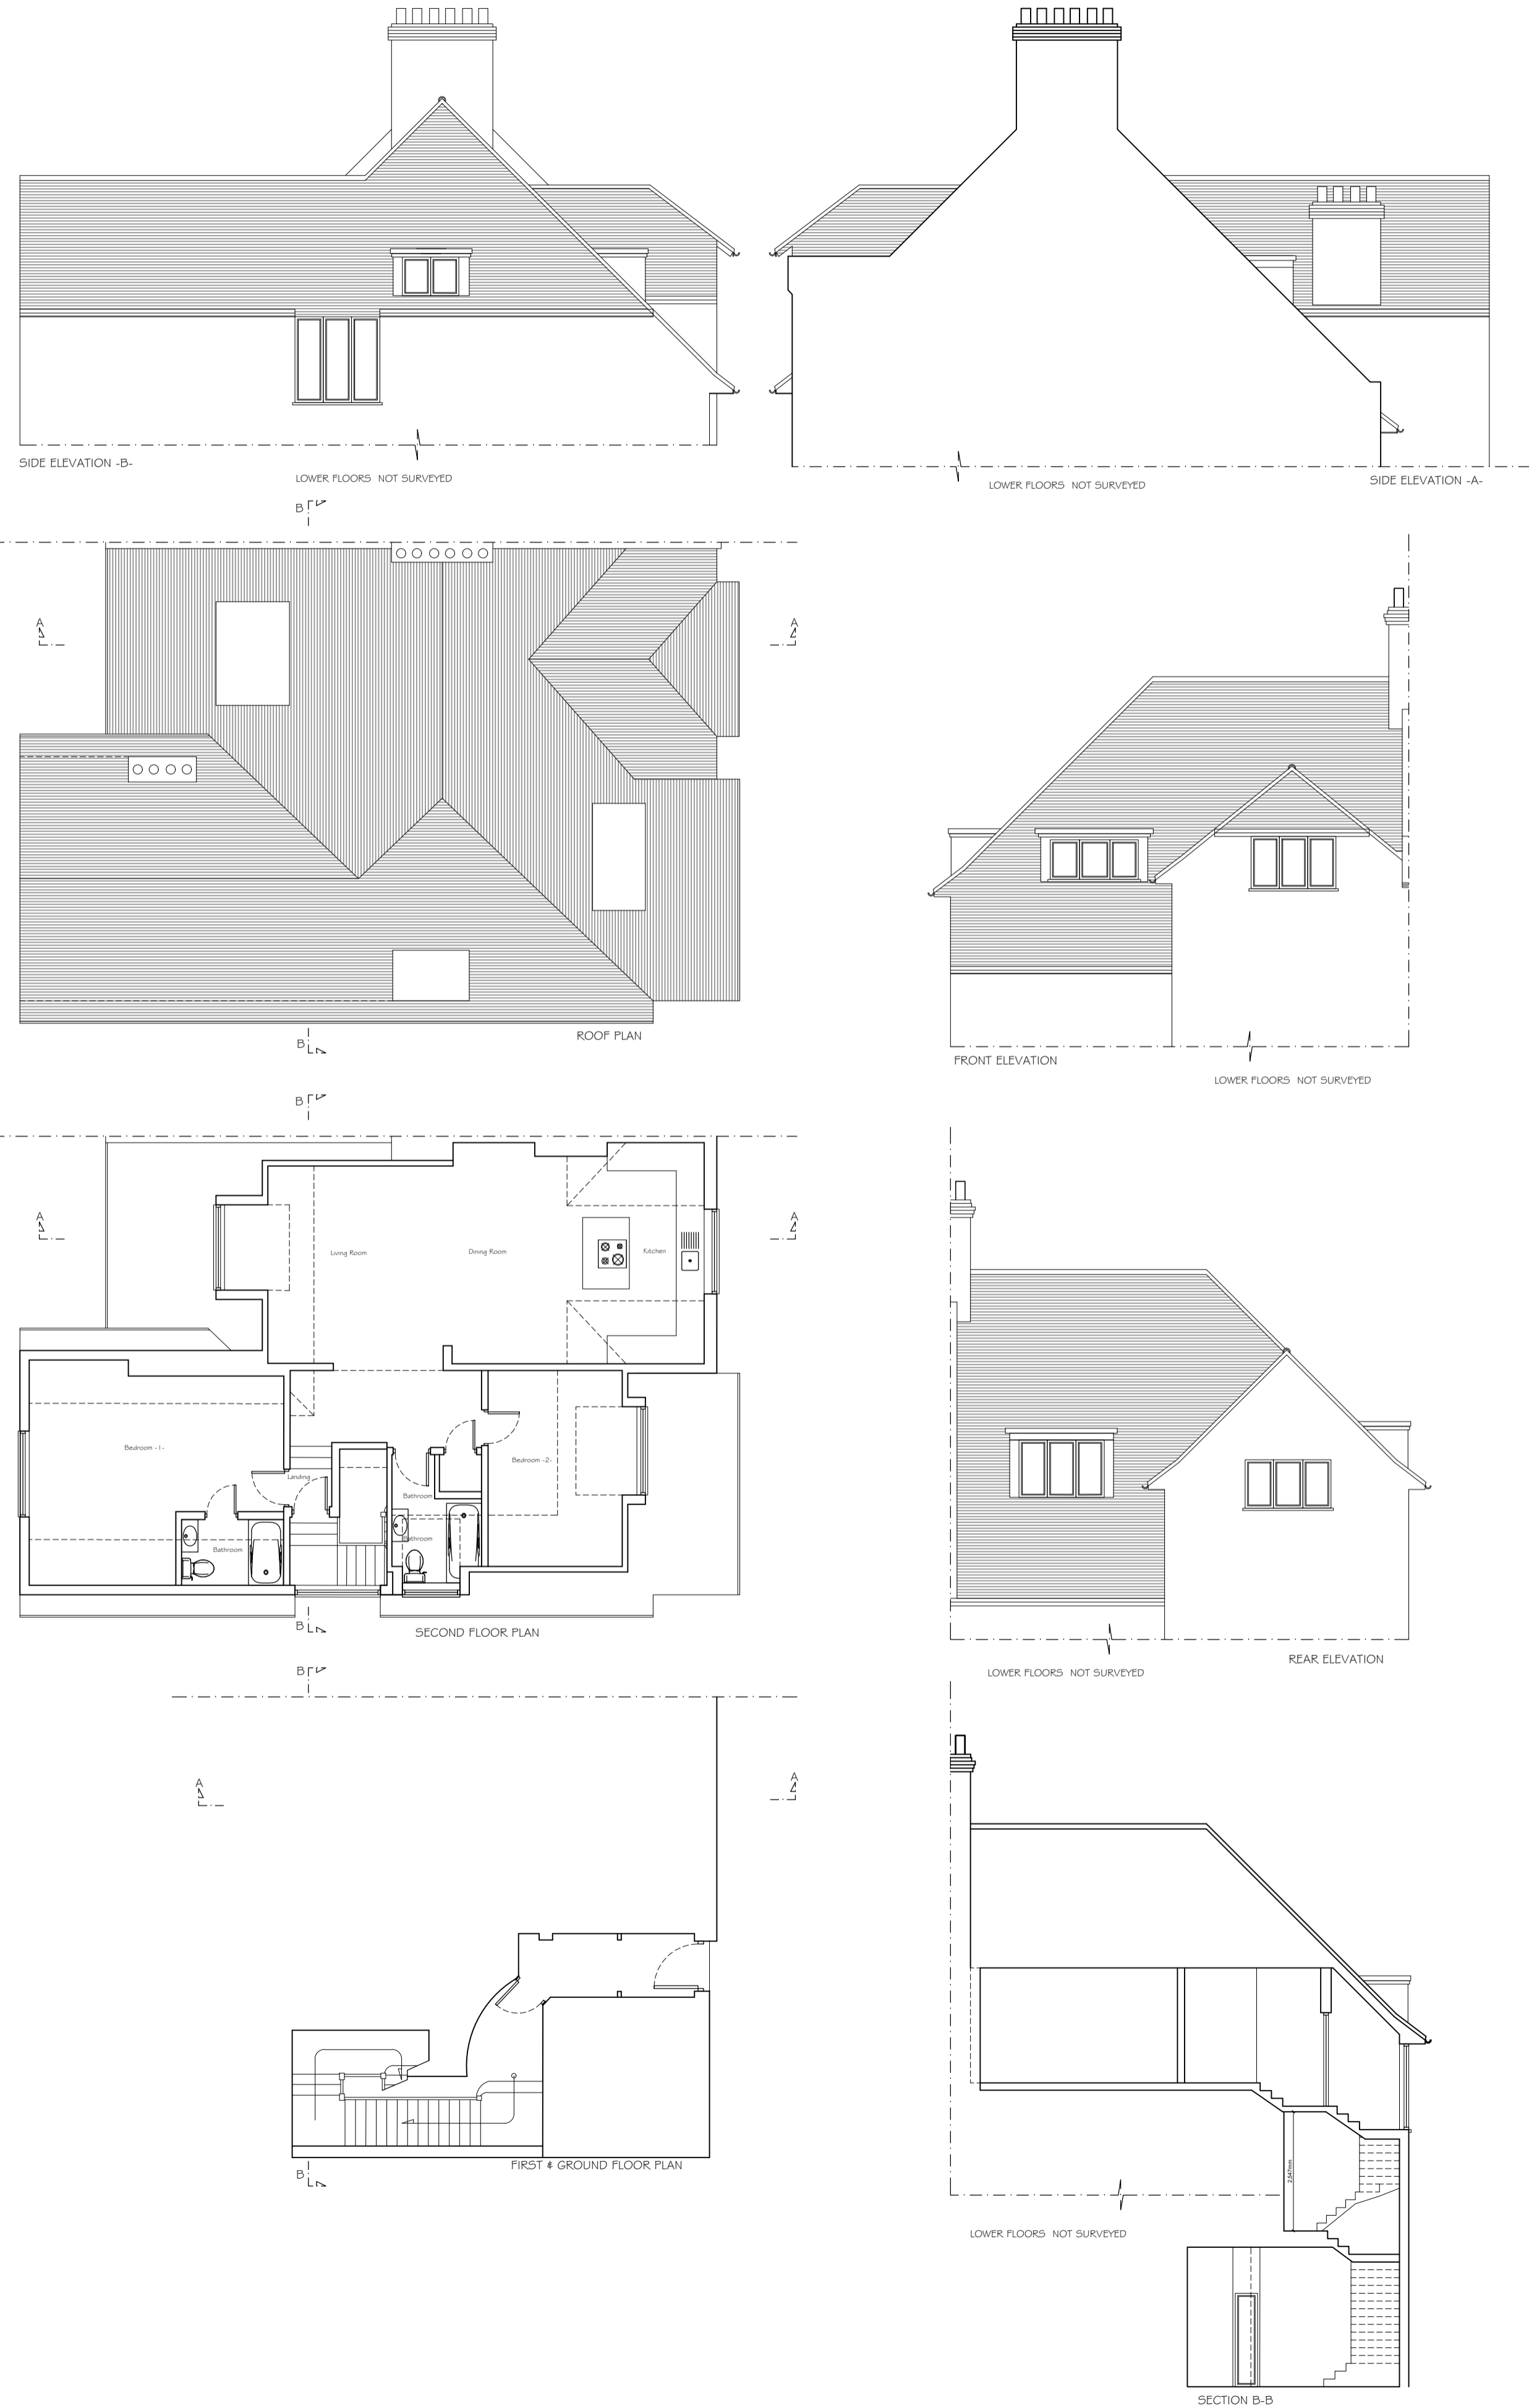 SIDE ELEVATION -B-
LOWER FLOORS NOT SURVEYED
LOWER FLOORS NOT SURVEYED
SIDE ELEVATION -A-
B
A
A
B
ROOF PLAN
FRONT ELEVATION
LOWER FLOORS NOT SURVEYED
B
A
A
Living Room
Dining Room
Kitchen
Bedroom -1-
Landing
Bedroom -2-
Bathroom
Bathroom
Bathroom
B
SECOND FLOOR PLAN
LOWER FLOORS NOT SURVEYED
REAR ELEVATION
B
A
A
B
FIRST & GROUND FLOOR PLAN
2,547mm
LOWER FLOORS NOT SURVEYED
SECTION B-B